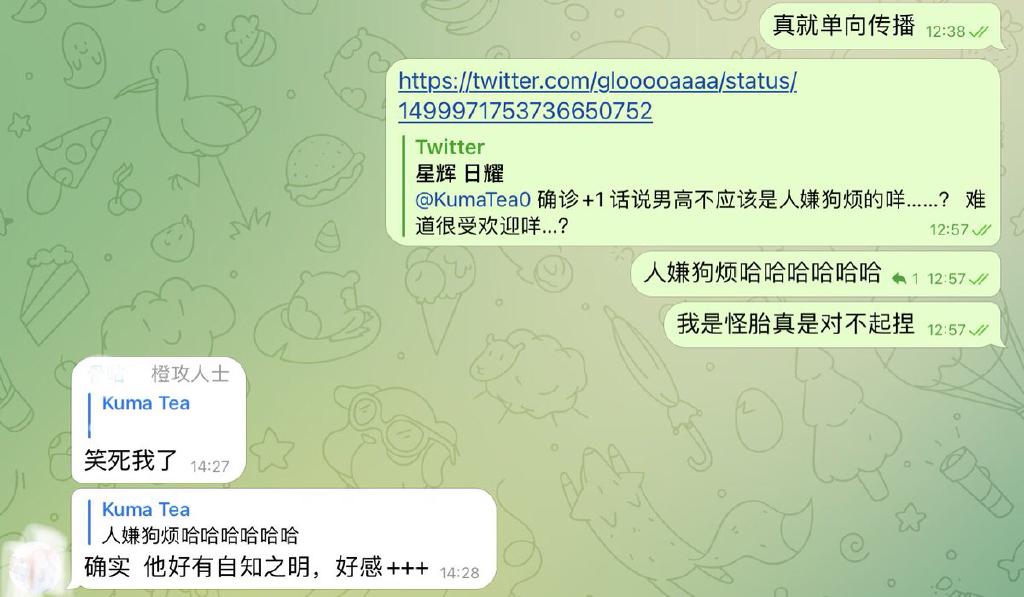 真就单向传播 12:38
https://twitter.com/glooooaaaa/status/
1499971753736650752
Twitter
星辉 日耀
@KumaTea0 确诊+1 话说男高不应该是人嫌狗烦的咩……? 难
道很受欢迎咩…?
12:57
人嫌狗烦哈哈哈哈哈哈 1 12:57
我是怪胎真是对不起捏 12:57
橙攻人士
Kuma Tea
笑死我了 14:27
Kuma Tea
人嫌狗烦哈哈哈哈哈哈
确实 他好有自知之明，好感+++ 14:28